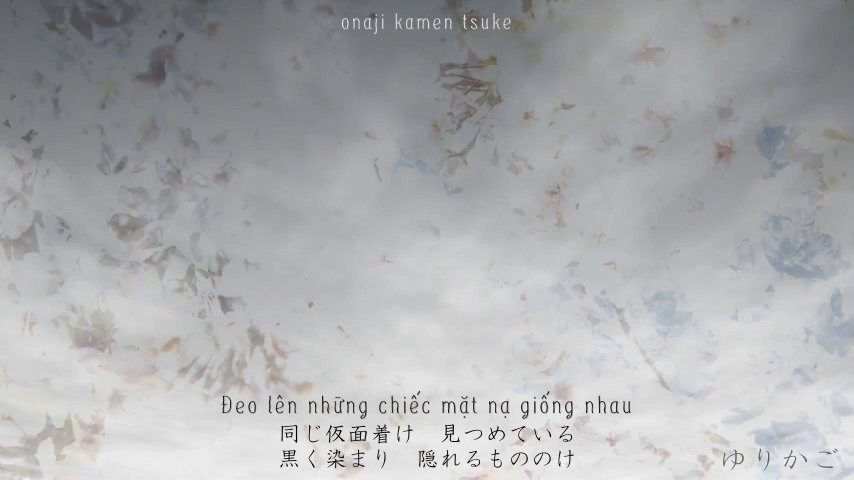 onaji kamen tsuke
Đeo lên những chiếc mặt nạ giống nhau
同じ仮面着け　見つめている
黒く染まり　隠れるもののけ
ゆりかご